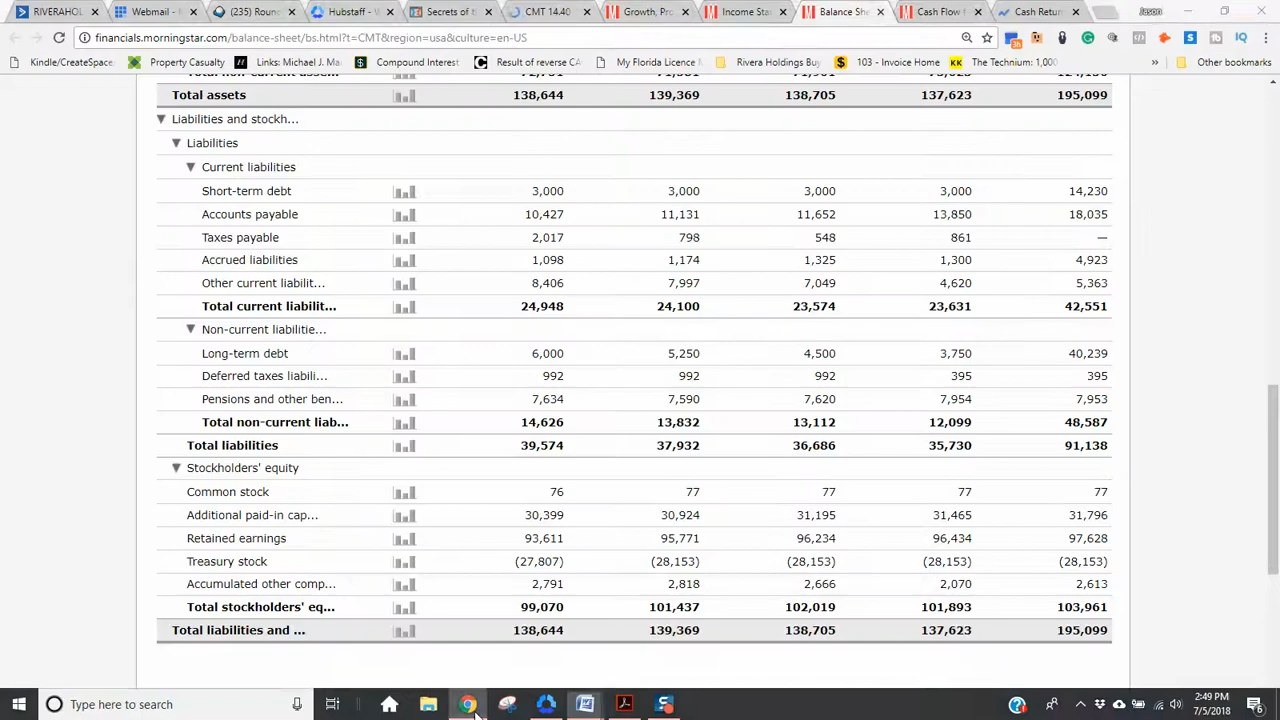 RIVERAHOL
Webmail -
(235) Roun
Hubstaff -
Secrets of t
CMT 14.40
Growth, Pro
Income Sta
Balance She
Cash Flow f
Cash Return
Jason
financials.morningstar.com/balance-sheet/bs.html?t=CMT&region=usa&culture=en-US
Kindle/CreateSpace
Property Casualty
Links: Michael J. Ma
Compound Interest
Result of reverse CA
My Florida Licence
Rivera Holdings Buy
103 - Invoice Home
The Technium: 1,000
»
Other bookmarks
Total assets 138,644 139,369 138,705 137,623 195,099
Liabilities and stockh...
Liabilities
Current liabilities
Short-term debt 3,000 3,000 3,000 3,000 14,230
Accounts payable 10,427 11,131 11,652 13,850 18,035
Taxes payable 2,017 798 548 861 —
Accrued liabilities 1,098 1,174 1,325 1,300 4,923
Other current liabilit... 8,406 7,997 7,049 4,620 5,363
Total current liabilit... 24,948 24,100 23,574 23,631 42,551
Non-current liabilitie...
Long-term debt 6,000 5,250 4,500 3,750 40,239
Deferred taxes liabili... 992 992 992 395 395
Pensions and other ben... 7,634 7,590 7,620 7,954 7,953
Total non-current liab... 14,626 13,832 13,112 12,099 48,587
Total liabilities 39,574 37,932 36,686 35,730 91,138
Stockholders' equity
Common stock 76 77 77 77 77
Additional paid-in cap... 30,399 30,924 31,195 31,465 31,796
Retained earnings 93,611 95,771 96,234 96,434 97,628
Treasury stock (27,807) (28,153) (28,153) (28,153) (28,153)
Accumulated other comp... 2,791 2,818 2,666 2,070 2,613
Total stockholders' eq... 99,070 101,437 102,019 101,893 103,961
Total liabilities and ... 138,644 139,369 138,705 137,623 195,099
Type here to search
2:49 PM
7/5/2018